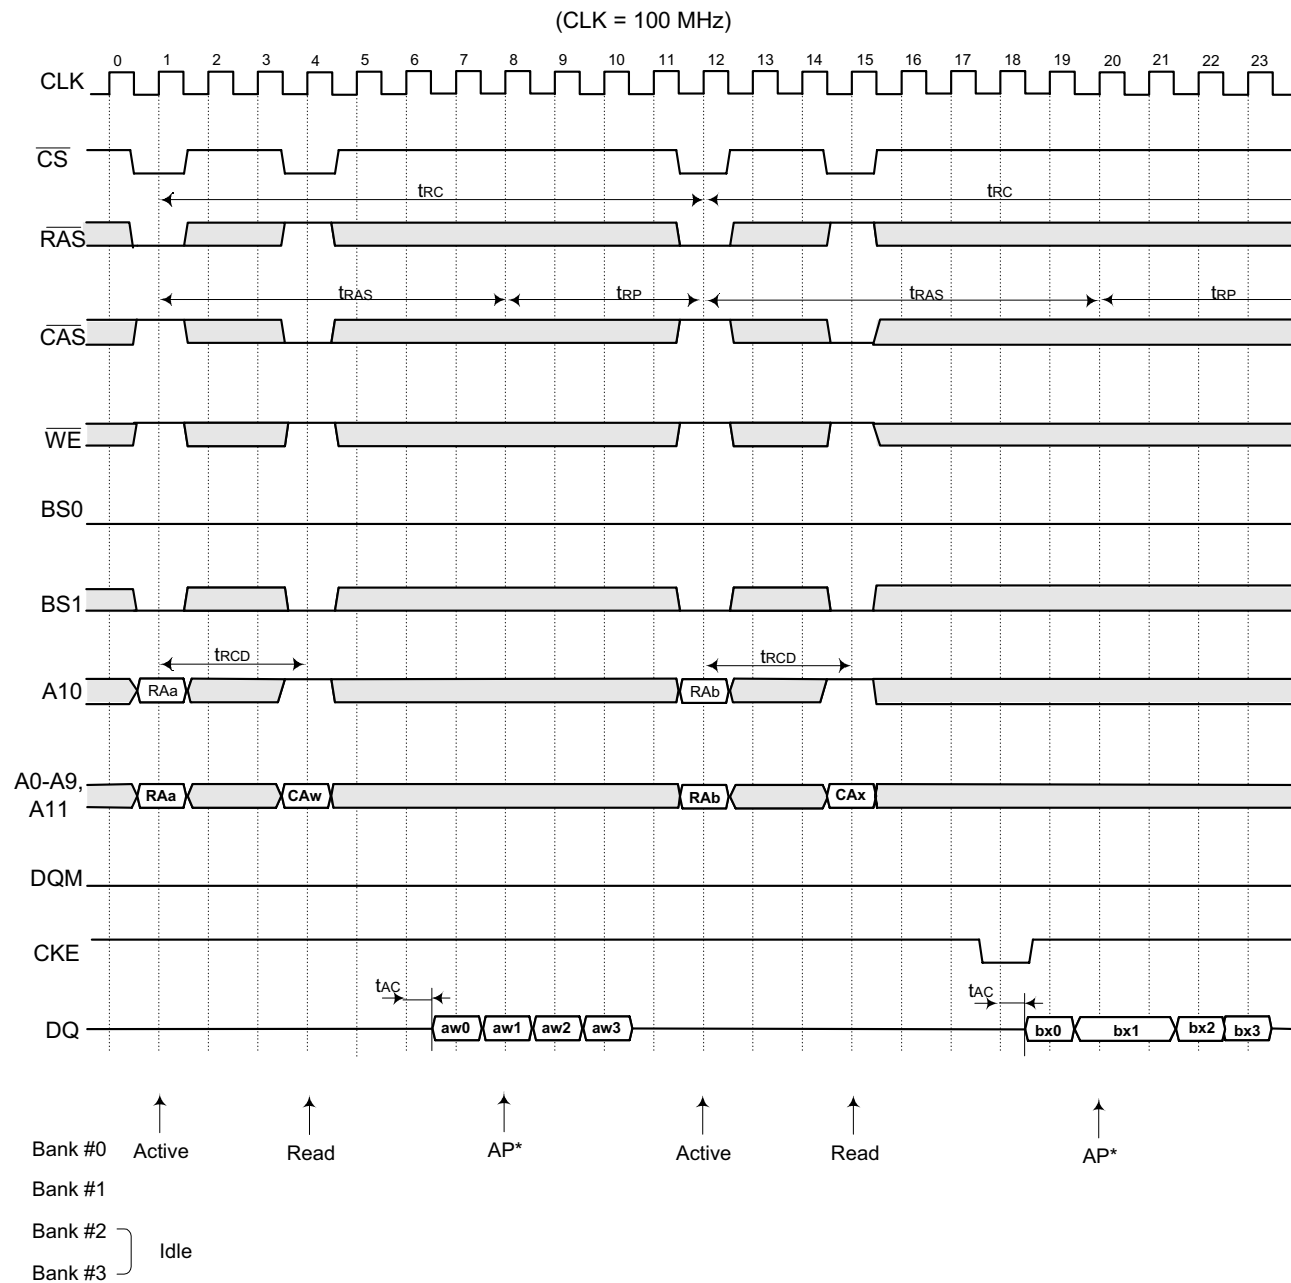 (CLK = 100 MHz)
0 1 2 3 4 5 6 7 8 9 10 11 12 13 14 15 16 17 18 19 20 21 22 23
CLK
CS
tRC tRC
RAS
tRAS tRP tRAS tRP
CAS
WE
BS0
BS1
tRCD tRCD
A10 RAa RAb
A0-A9,
A11
RAa CAw RAb CAx
DQM
CKE
tAC tAC
DQ aw0 aw1 aw2 aw3 bx0 bx1 bx2 bx3
Bank #0 Active Read AP* Active Read AP*
Bank #1
Bank #2
Idle
Bank #3